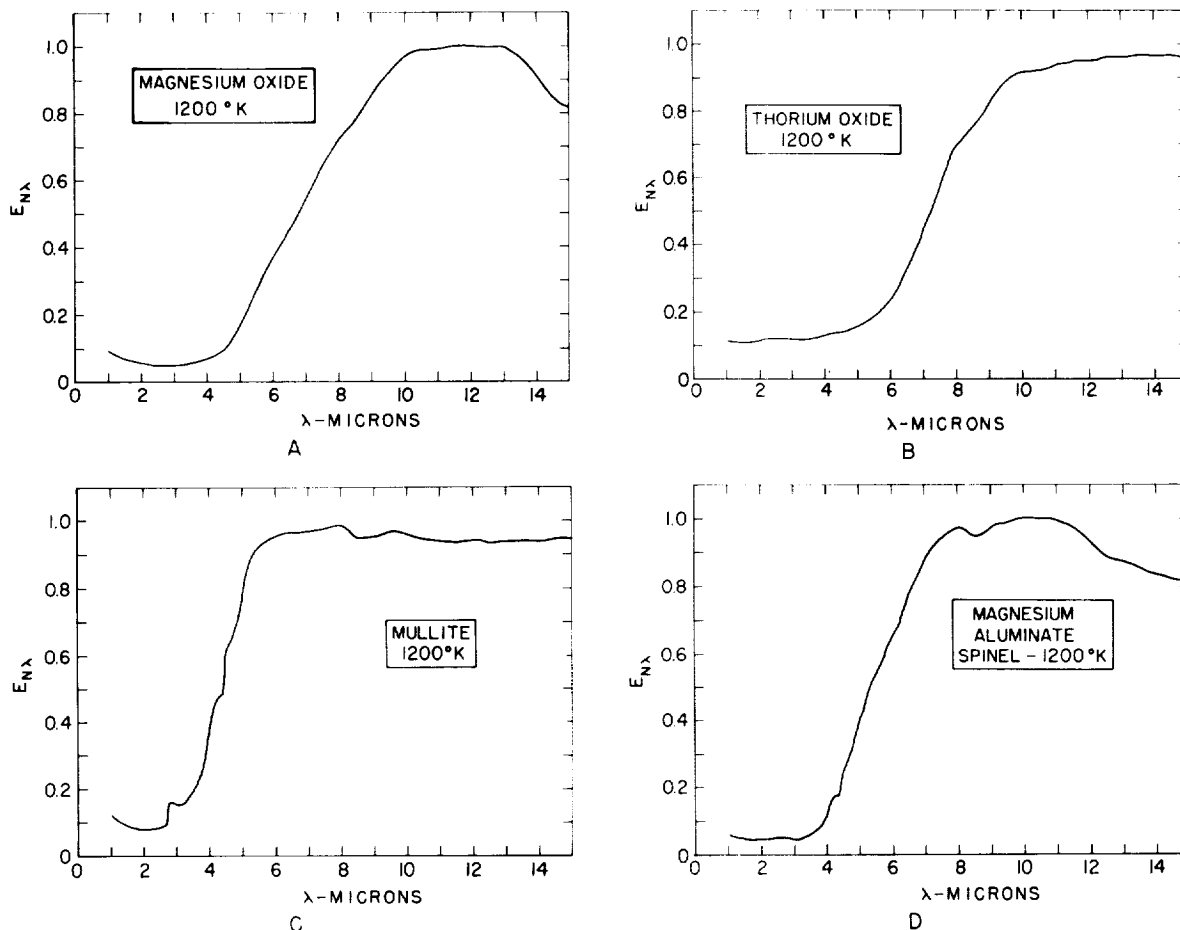 1.0
0.8
0.6
0.4
0.2
0
E_Nλ
MAGNESIUM OXIDE
1200 °K
0 2 4 6 8 10 12 14
λ-MICRONS
A
1.0
0.8
0.6
0.4
0.2
0
E_Nλ
THORIUM OXIDE
1200 °K
0 2 4 6 8 10 12 14
λ-MICRONS
B
1.0
0.8
0.6
0.4
0.2
0
E_Nλ
MULLITE
1200°K
0 2 4 6 8 10 12 14
λ-MICRONS
C
1.0
0.8
0.6
0.4
0.2
0
E_Nλ
MAGNESIUM
ALUMINATE
SPINEL - 1200°K
0 2 4 6 8 10 12 14
λ-MICRONS
D